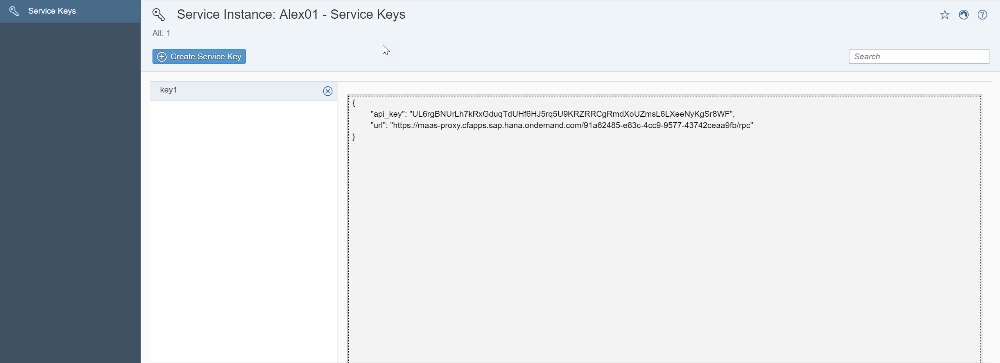 Service Keys
Service Instance: Alex01 - Service Keys
All: 1
Create Service Key
Search
key1
{
"api_key": "UL6rgBNUrLh7kRxGduqTdUHf6HJ5rq5U9KRZRRCgRmdXoUZmsL6LXeeNyKgSr8WF",
"url": "https://maas-proxy.cfapps.sap.hana.ondemand.com/91a62485-e83c-4cc9-9577-43742ceaa9fb/rpc"
}